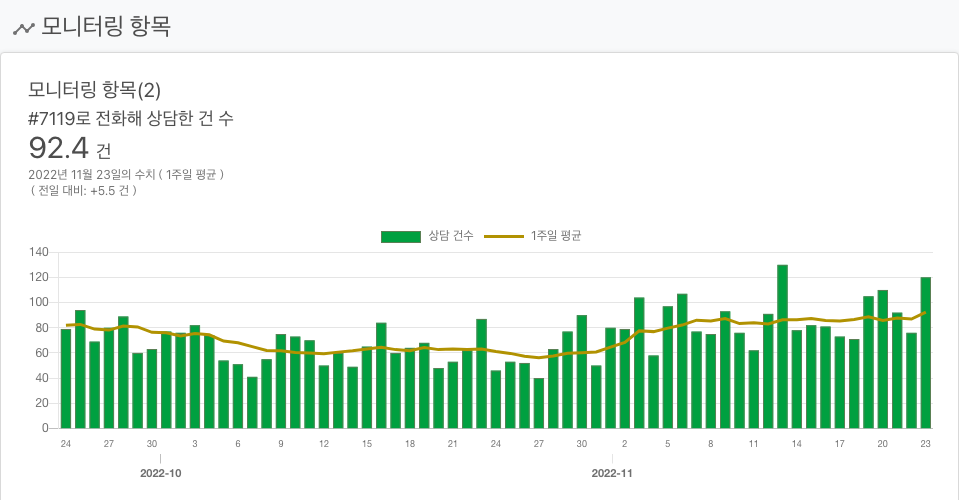 모니터링 항목
모니터링 항목(2)
#7119로 전화해 상담한 건 수
92.4 건
2022년 11월 23일의 수치 ( 1주일 평균 )
( 전일 대비: +5.5 건 )
상담 건수 1주일 평균
140
120
100
80
60
40
20
0
24 27 30 3 6 9 12 15 18 21 24 27 30 2 5 8 11 14 17 20 23
2022-10 2022-11